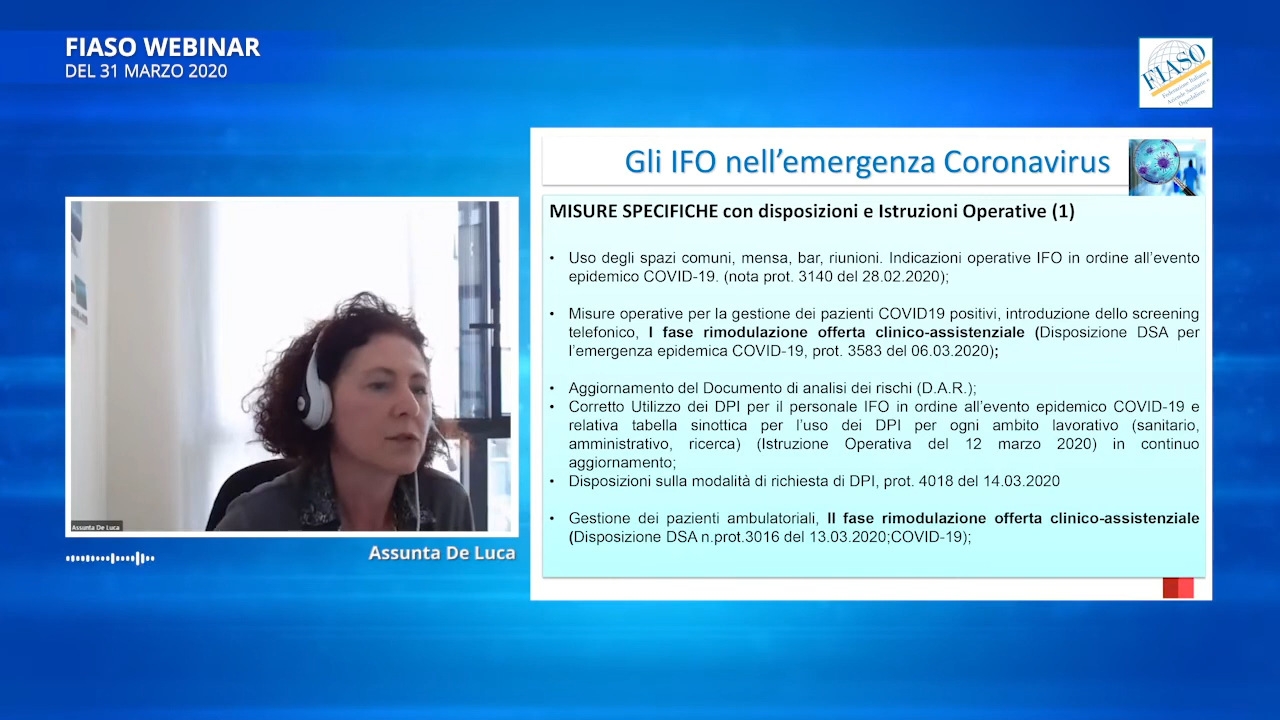 FIASO WEBINAR
DEL 31 MARZO 2020
FIASO
Federazione Italiana
Aziende Sanitarie e
Ospedaliere
Gli IFO nell’emergenza Coronavirus
MISURE SPECIFICHE con disposizioni e Istruzioni Operative (1)
• Uso degli spazi comuni, mensa, bar, riunioni. Indicazioni operative IFO in ordine all’evento
epidemico COVID-19. (nota prot. 3140 del 28.02.2020);
• Misure operative per la gestione dei pazienti COVID19 positivi, introduzione dello screening
telefonico, I fase rimodulazione offerta clinico-assistenziale (Disposizione DSA per
l’emergenza epidemica COVID-19, prot. 3583 del 06.03.2020);
• Aggiornamento del Documento di analisi dei rischi (D.A.R.);
• Corretto Utilizzo dei DPI per il personale IFO in ordine all’evento epidemico COVID-19 e
relativa tabella sinottica per l’uso dei DPI per ogni ambito lavorativo (sanitario,
amministrativo, ricerca) (Istruzione Operativa del 12 marzo 2020) in continuo
aggiornamento;
• Disposizioni sulla modalità di richiesta di DPI, prot. 4018 del 14.03.2020
• Gestione dei pazienti ambulatoriali, II fase rimodulazione offerta clinico-assistenziale
(Disposizione DSA n.prot.3016 del 13.03.2020;COVID-19);
Assunta De Luca
Assunta De Luca